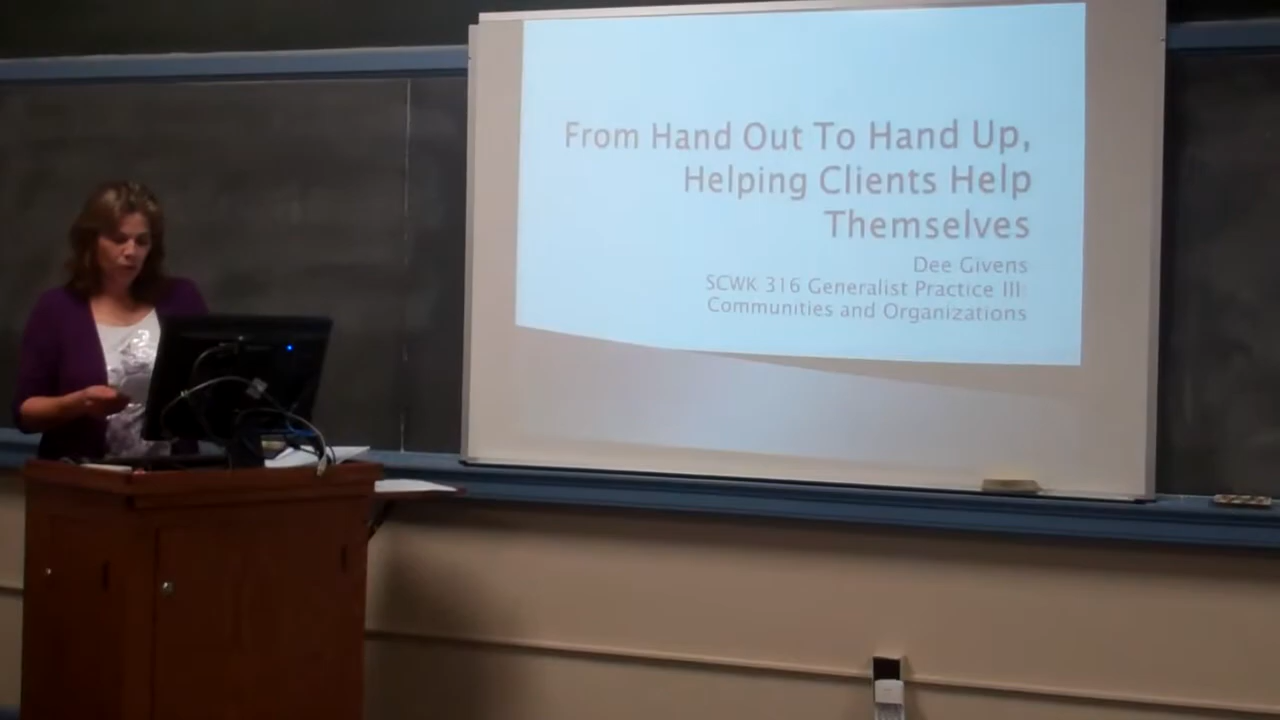 From Hand Out To Hand Up,
Helping Clients Help
Themselves
Dee Givens
SCWK 316 Generalist Practice III:
Communities and Organizations